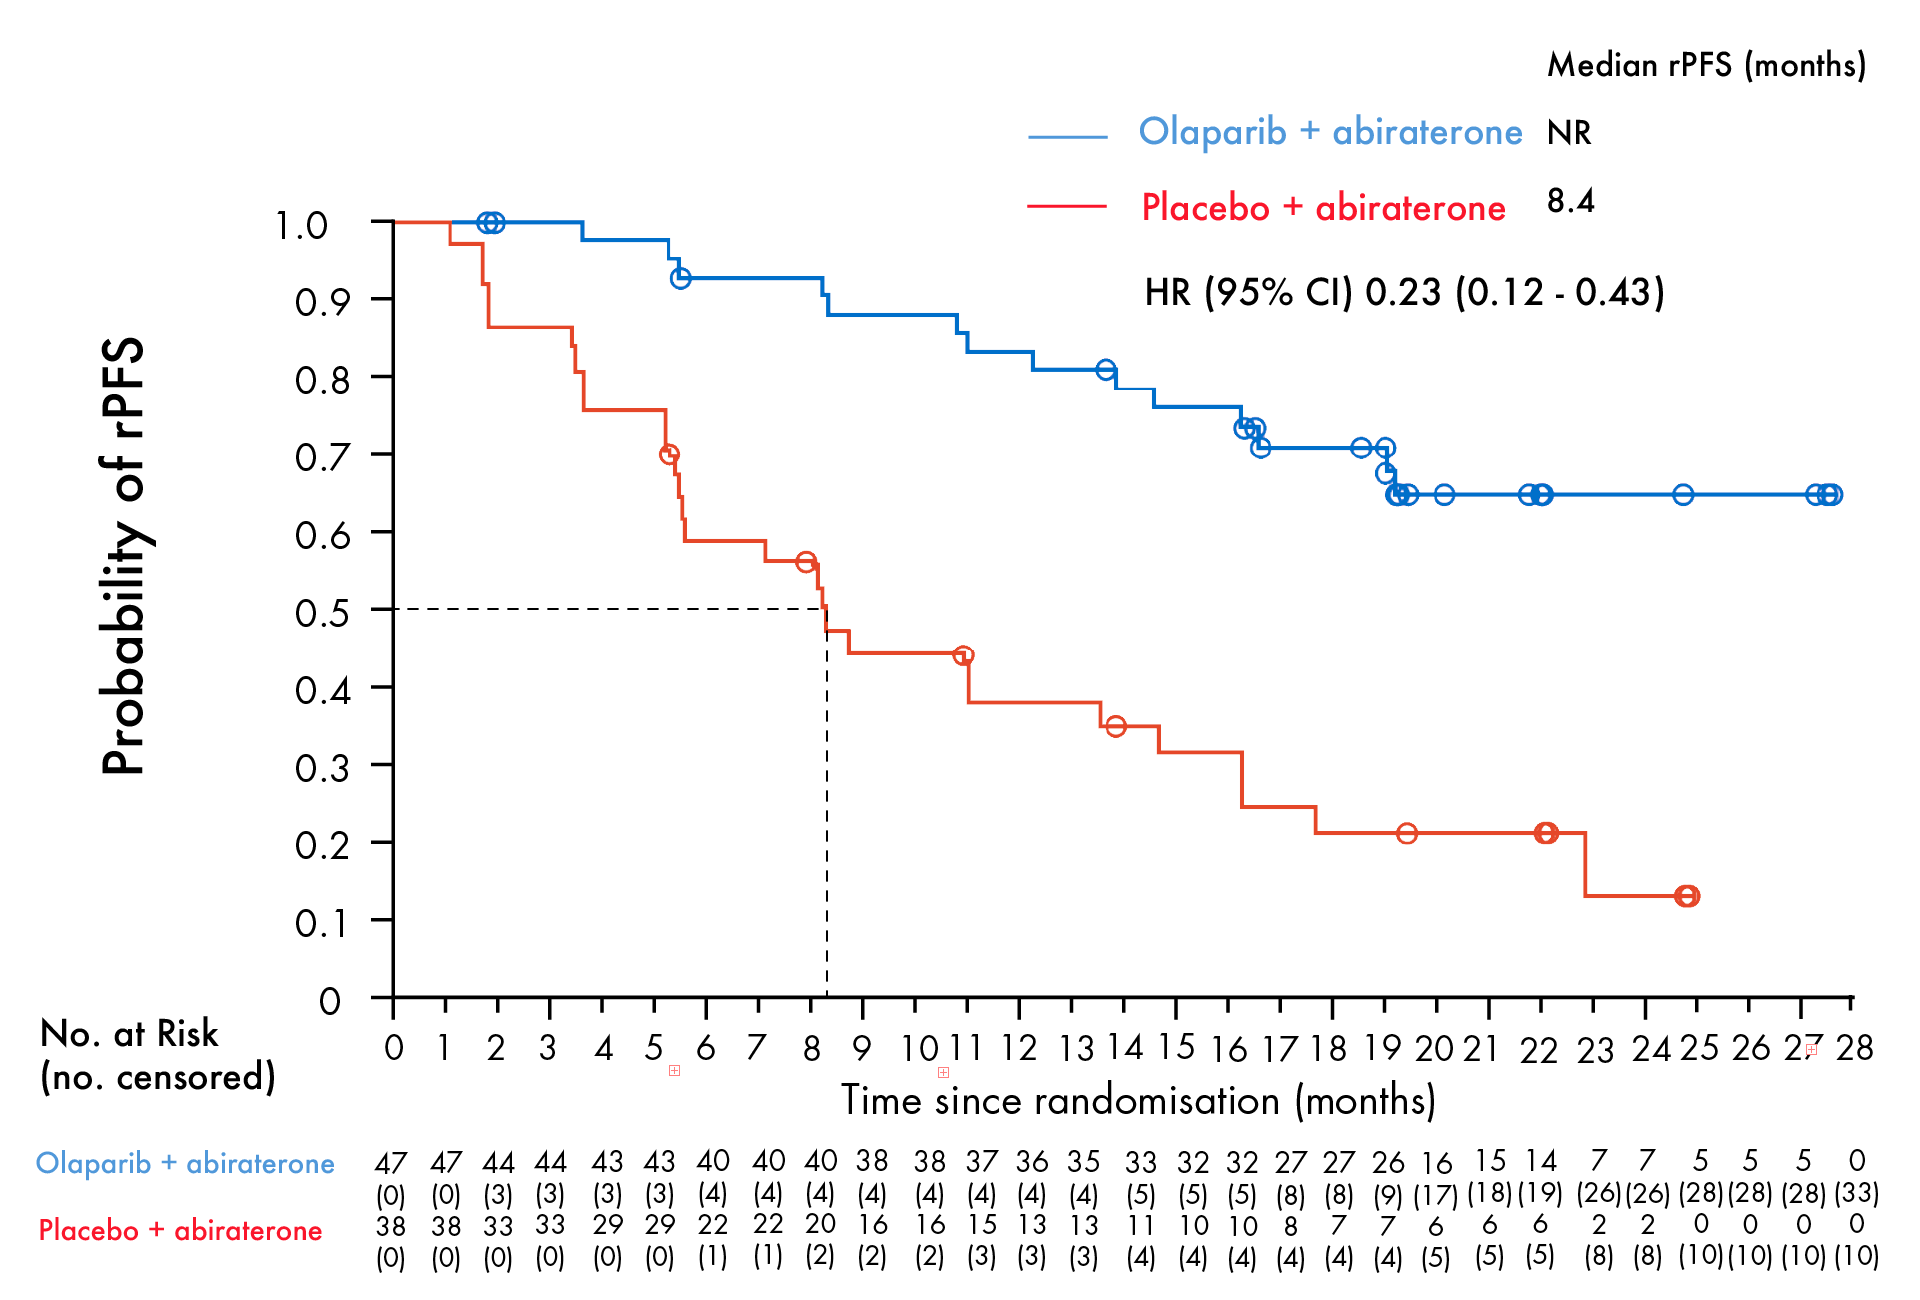 Median rPFS (months)
Olaparib + abiraterone NR
Placebo + abiraterone 8.4
HR (95% CI) 0.23 (0.12 - 0.43)
Probability of rPFS
1.0
0.9
0.8
0.7
0.6
0.5
0.4
0.3
0.2
0.1
0
0 1 2 3 4 5 6 7 8 9 10 11 12 13 14 15 16 17 18 19 20 21 22 23 24 25 26 27 28
Time since randomisation (months)
No. at Risk
(no. censored)
Olaparib + abiraterone 47 47 44 44 43 43 40 40 40 38 38 37 36 35 33 32 32 27 27 26 16 15 14 7 7 5 5 5 0
(0) (0) (3) (3) (3) (3) (4) (4) (4) (4) (4) (4) (4) (4) (5) (5) (5) (8) (8) (9) (17) (18) (19) (26) (26) (28) (28) (28) (33)
Placebo + abiraterone 38 38 33 33 29 29 22 22 20 16 16 15 13 13 11 10 10 8 7 7 6 6 6 2 2 0 0 0 0
(0) (0) (0) (0) (0) (0) (1) (1) (2) (2) (2) (3) (3) (3) (4) (4) (4) (4) (4) (4) (5) (5) (5) (8) (8) (10) (10) (10) (10)